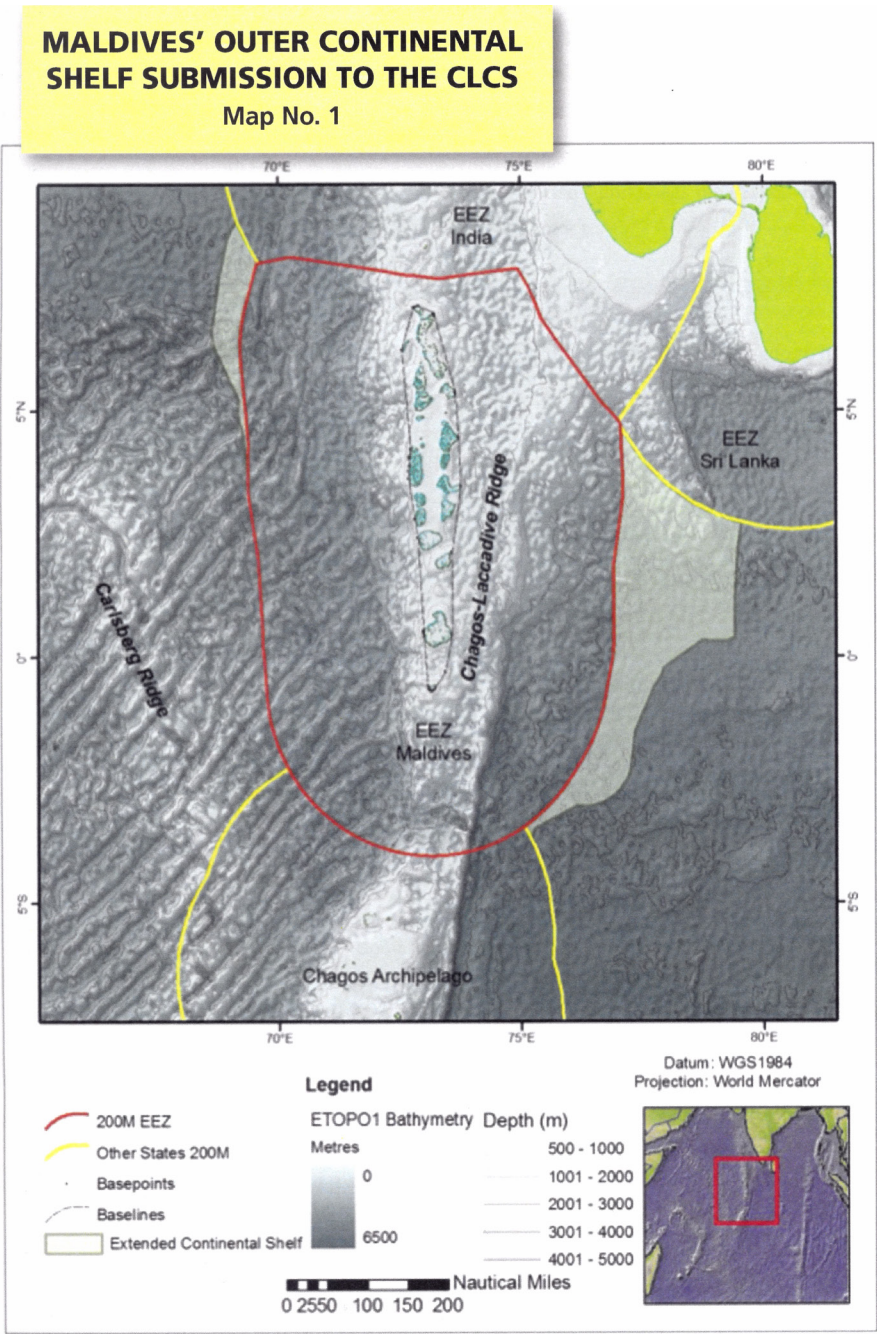 MALDIVES’ OUTER CONTINENTAL
SHELF SUBMISSION TO THE CLCS
Map No. 1
70°E
75°E
80°E
EEZ
India
5°N
5°N
EEZ
Sri Lanka
Chagos-Laccadive Ridge
Carlsberg Ridge
0°
0°
EEZ
Maldives
5°S
5°S
Chagos Archipelago
70°E
75°E
80°E
Datum: WGS1984
Projection: World Mercator
Legend
200M EEZ
Other States 200M
Basepoints
Baselines
Extended Continental Shelf
ETOPO1 Bathymetry
Metres
0
6500
Depth (m)
500 - 1000
1001 - 2000
2001 - 3000
3001 - 4000
4001 - 5000
Nautical Miles
0 2550 100 150 200